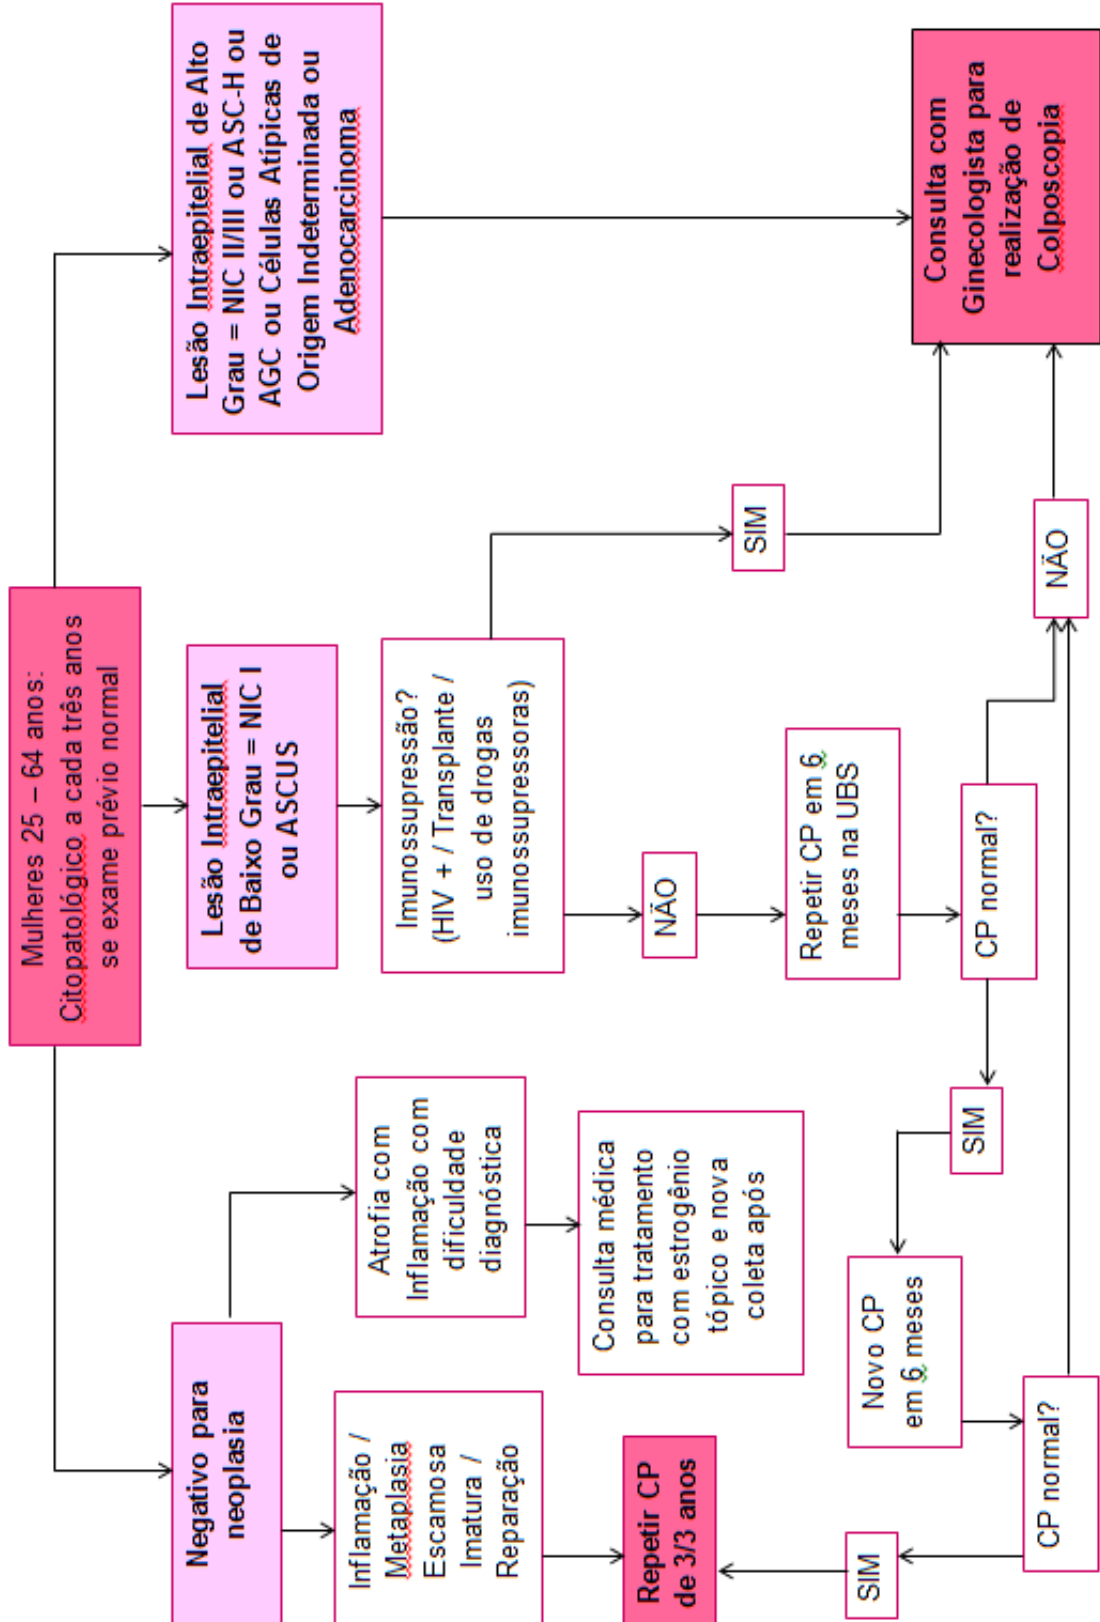 Mulheres 25 – 64 anos:
Citopatológico a cada três anos
se exame prévio normal
Negativo para
neoplasia
Lesão Intraepitelial
de Baixo Grau = NIC I
ou ASCUS
Lesão Intraepitelial de Alto
Grau = NIC II/III ou ASC-H ou
AGC ou Células Atípicas de
Origem Indeterminada ou
Adenocarcinoma
Inflamação /
Metaplasia
Escamosa
Imatura /
Reparação
Atrofia com
Inflamação com
dificuldade
diagnóstica
Imunossupressão?
(HIV + / Transplante /
uso de drogas
imunossupressoras)
Repetir CP
de 3/3 anos
Consulta médica
para tratamento
com estrogênio
tópico e nova
coleta após
NÃO
SIM
Repetir CP em 6
meses na UBS
CP normal?
SIM
NÃO
Novo CP
em 6 meses
CP normal?
SIM
Consulta com
Ginecologista para
realização de
Colposcopia